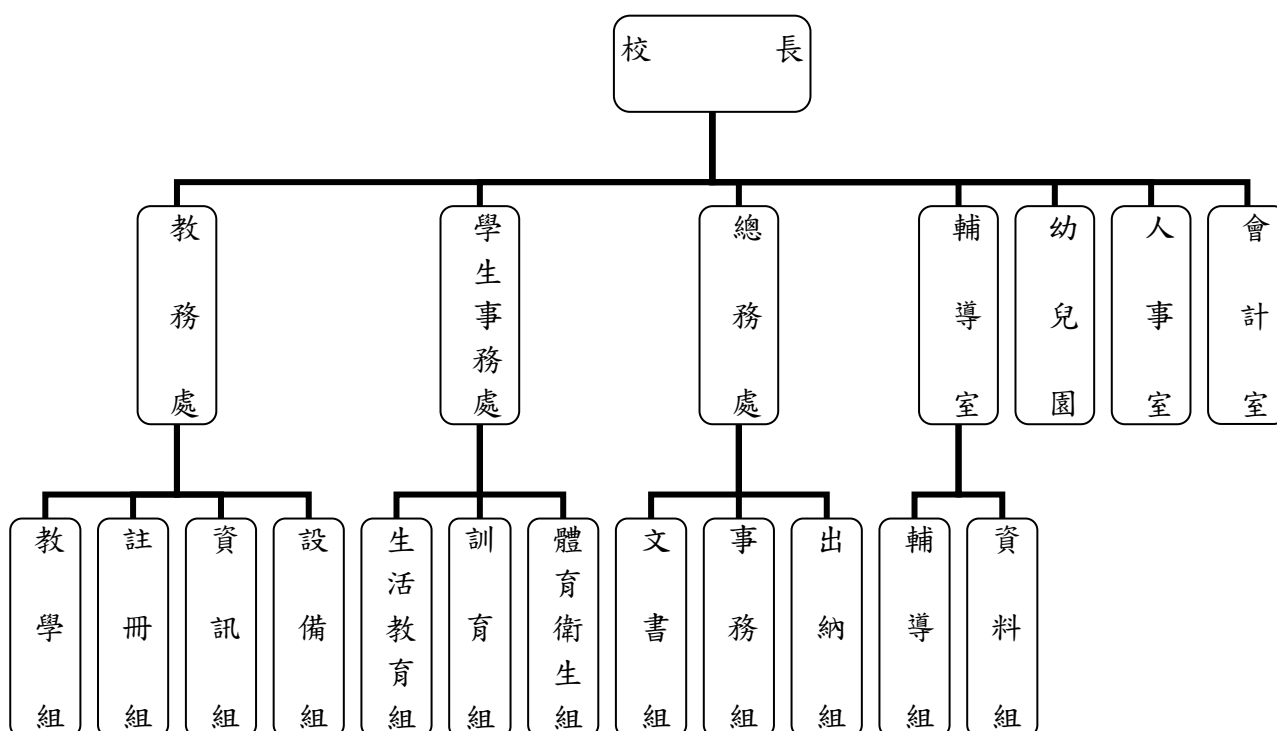 校長
教務處
學生事務處
總務處
輔導室
幼兒園
人事室
會計室
教學組
註冊組
資訊組
設備組
生活教育組
訓育組
體育衛生組
文書組
事務組
出納組
輔導組
資料組